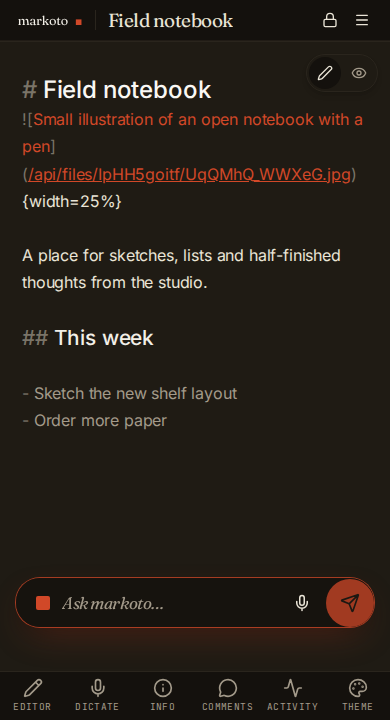 markoto
Field notebook
# Field notebook
![Small illustration of an open notebook with a
pen]
(/api/files/IpHH5goitf/UqQMhQ_WWXeG.jpg)
{width=25%}
A place for sketches, lists and half-finished
thoughts from the studio.
## This week
- Sketch the new shelf layout
- Order more paper
Ask markoto...
EDITOR DICTATE INFO COMMENTS ACTIVITY THEME